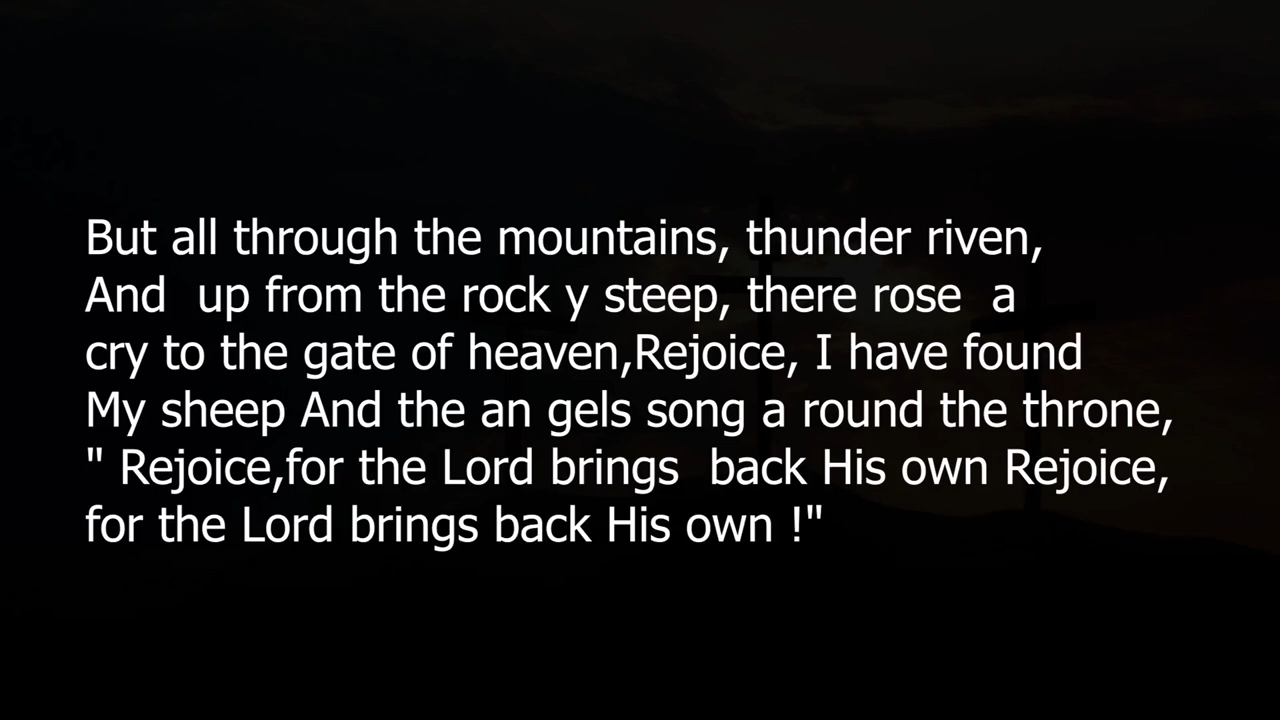 But all through the mountains, thunder riven,
And  up from the rock y steep, there rose  a
cry to the gate of heaven,Rejoice, I have found
My sheep And the an gels song a round the throne,
" Rejoice,for the Lord brings  back His own Rejoice,
for the Lord brings back His own !"